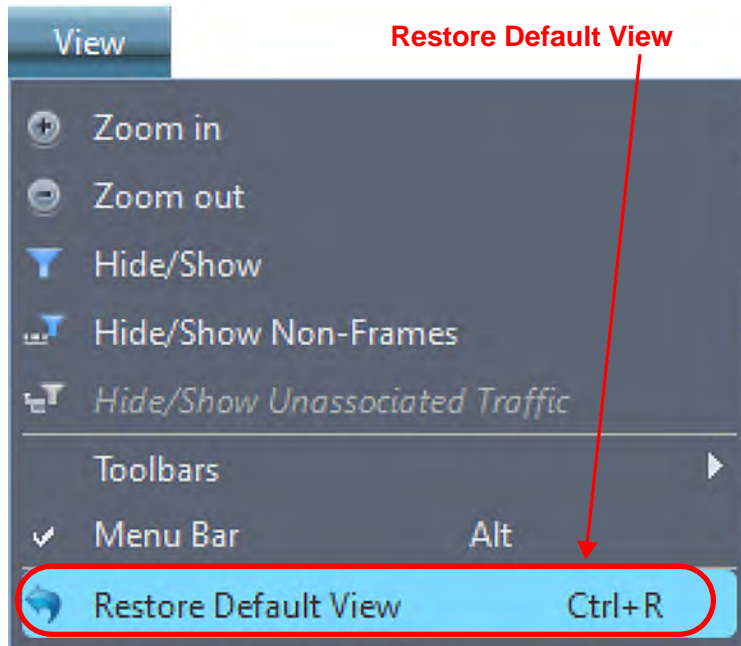 View
Restore Default View
Zoom in
Zoom out
Hide/Show
Hide/Show Non-Frames
Hide/Show Unassociated Traffic
Toolbars
Menu Bar Alt
Restore Default View Ctrl+R